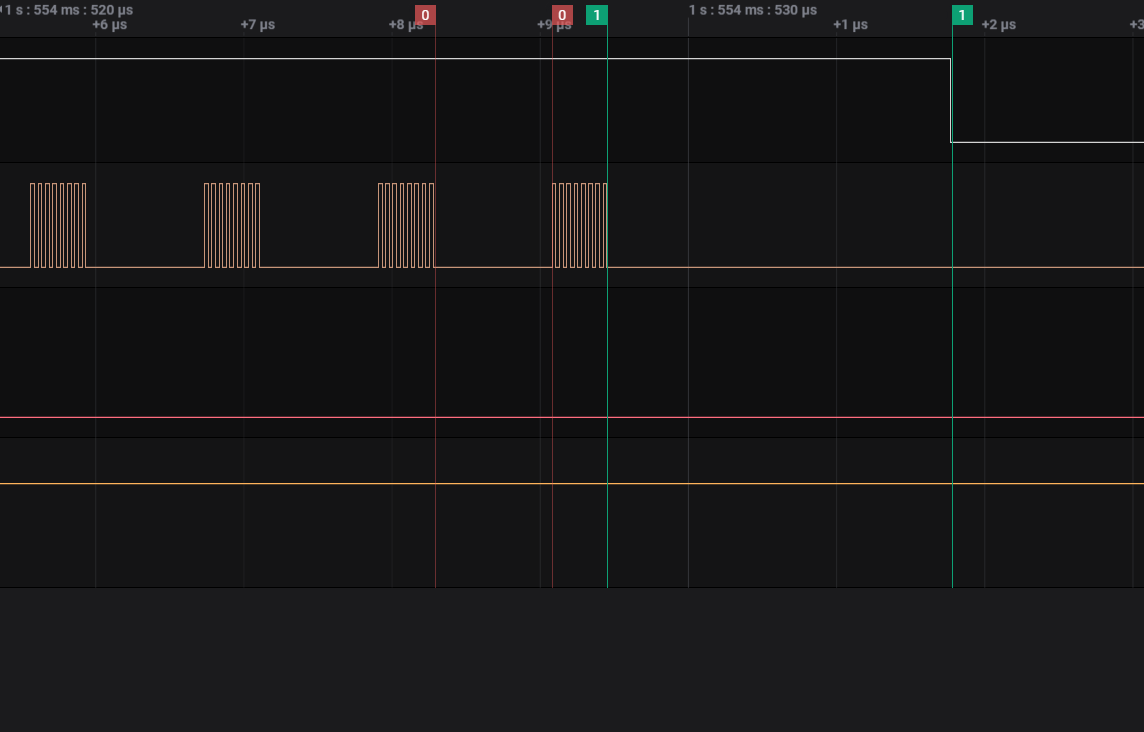 1 s : 554 ms : 520 µs
1 s : 554 ms : 530 µs
0 0 1 1
+6 µs +7 µs +8 µs +9 µs +1 µs +2 µs +3